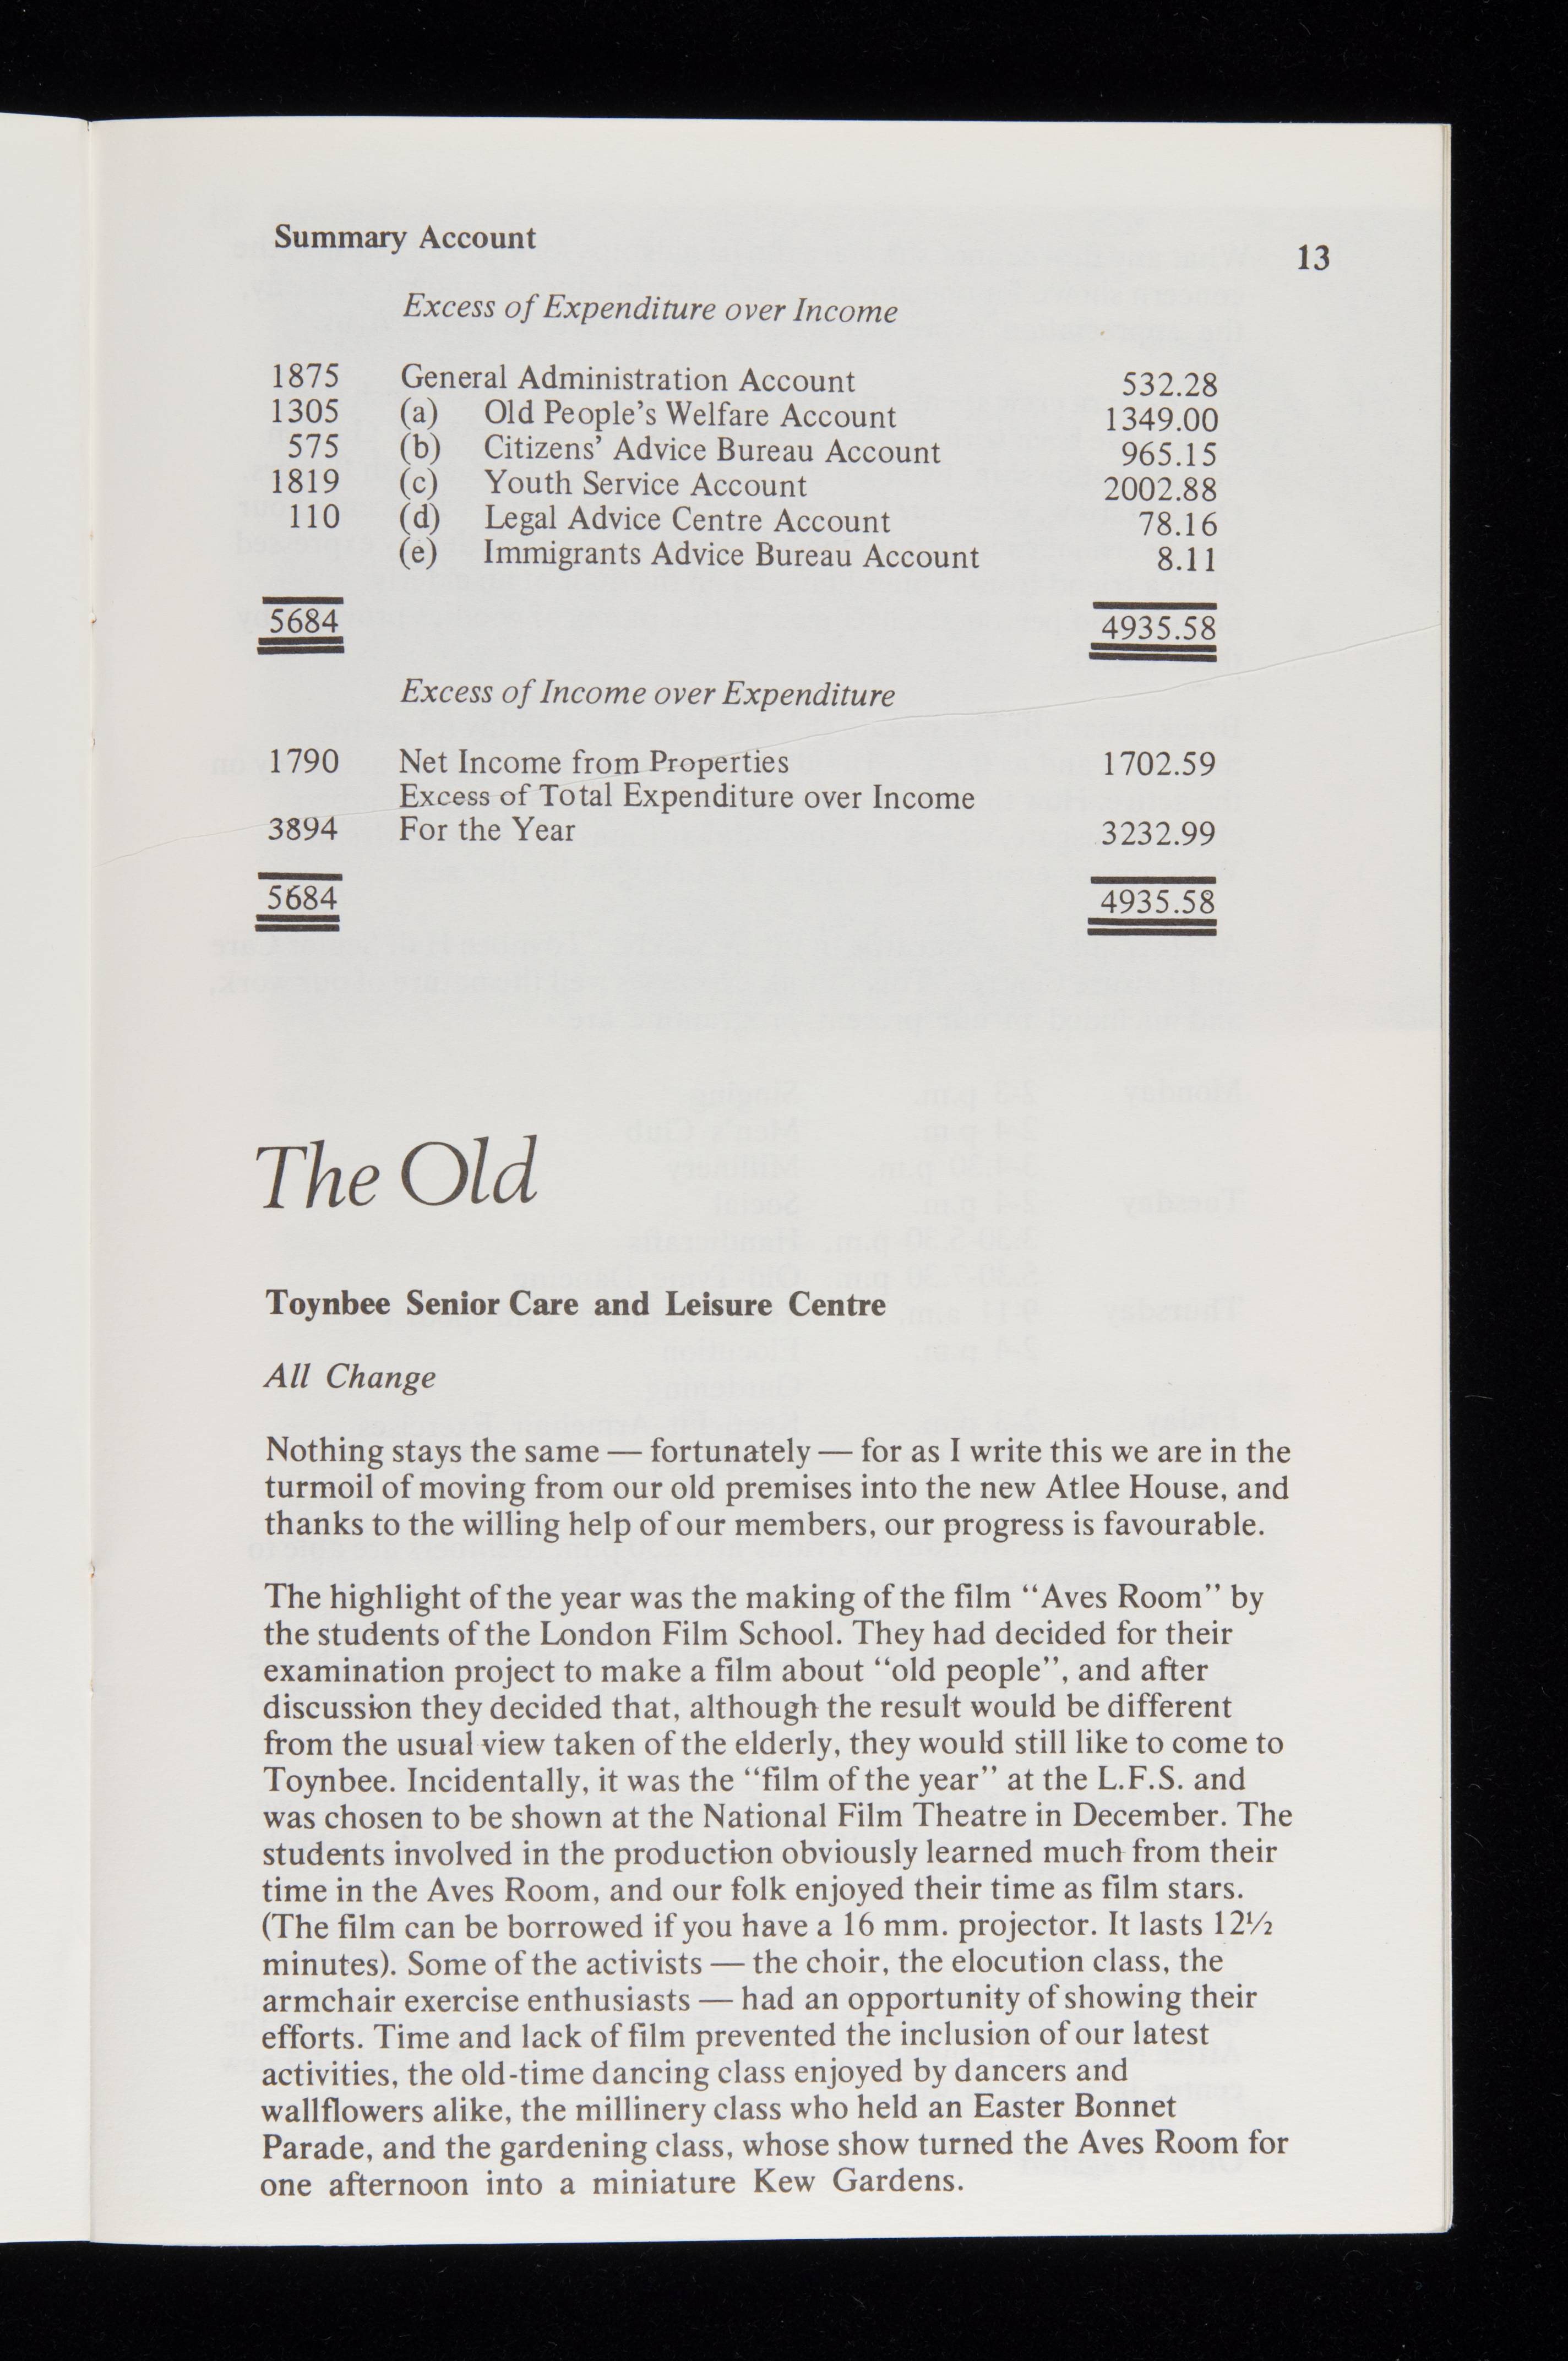 Summary Account
13
Excess of Expenditure over Income
1875 General Administration Account 532.28
1305 (a) Old People's Welfare Account 1349.00
575 (b) Citizens' Advice Bureau Account 965.15
1819 (c) Youth Service Account 2002.88
110 (d) Legal Advice Centre Account 78.16
(e) Immigrants Advice Bureau Account 8.11
5684 4935.58
Excess of Income over Expenditure
1790 Net Income from Properties 1702.59
Excess of Total Expenditure over Income
3894 For the Year 3232.99
5684 4935.58
The Old
Toynbee Senior Care and Leisure Centre
All Change
Nothing stays the same — fortunately — for as I write this we are in the
turmoil of moving from our old premises into the new Atlee House, and
thanks to the willing help of our members, our progress is favourable.
The highlight of the year was the making of the film “Aves Room” by
the students of the London Film School. They had decided for their
examination project to make a film about “old people”, and after
discussion they decided that, although the result would be different
from the usual view taken of the elderly, they would still like to come to
Toynbee. Incidentally, it was the “film of the year” at the L.F.S. and
was chosen to be shown at the National Film Theatre in December. The
students involved in the production obviously learned much from their
time in the Aves Room, and our folk enjoyed their time as film stars.
(The film can be borrowed if you have a 16 mm. projector. It lasts 12½
minutes). Some of the activists — the choir, the elocution class, the
armchair exercise enthusiasts — had an opportunity of showing their
efforts. Time and lack of film prevented the inclusion of our latest
activities, the old-time dancing class enjoyed by dancers and
wallflowers alike, the millinery class who held an Easter Bonnet
Parade, and the gardening class, whose show turned the Aves Room for
one afternoon into a miniature Kew Gardens.